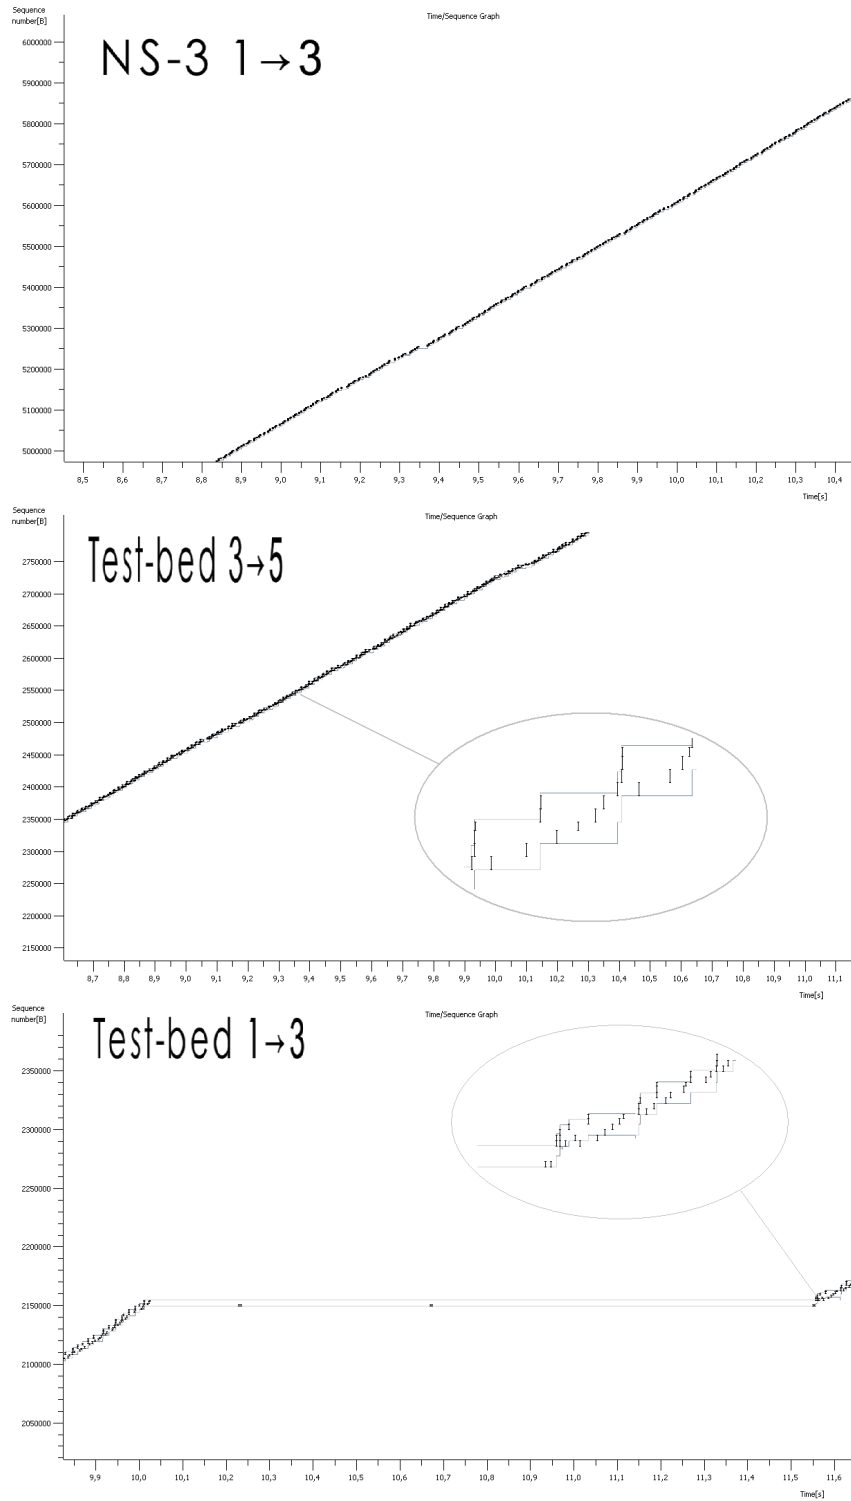 Sequence
number[B]
Time/Sequence Graph
NS-3 1→3
6000000
5900000
5800000
5700000
5600000
5500000
5400000
5300000
5200000
5100000
5000000
8,5 8,6 8,7 8,8 8,9 9,0 9,1 9,2 9,3 9,4 9,5 9,6 9,7 9,8 9,9 10,0 10,1 10,2 10,3 10,4
Time[s]
Sequence
number[B]
Time/Sequence Graph
Test-bed 3→5
2750000
2700000
2650000
2600000
2550000
2500000
2450000
2400000
2350000
2300000
2250000
2200000
2150000
8,7 8,8 8,9 9,0 9,1 9,2 9,3 9,4 9,5 9,6 9,7 9,8 9,9 10,0 10,1 10,2 10,3 10,4 10,5 10,6 10,7 10,8 10,9 11,0 11,1
Time[s]
Sequence
number[B]
Time/Sequence Graph
Test-bed 1→3
2350000
2300000
2250000
2200000
2150000
2100000
2050000
9,9 10,0 10,1 10,2 10,3 10,4 10,5 10,6 10,7 10,8 10,9 11,0 11,1 11,2 11,3 11,4 11,5 11,6
Time[s]